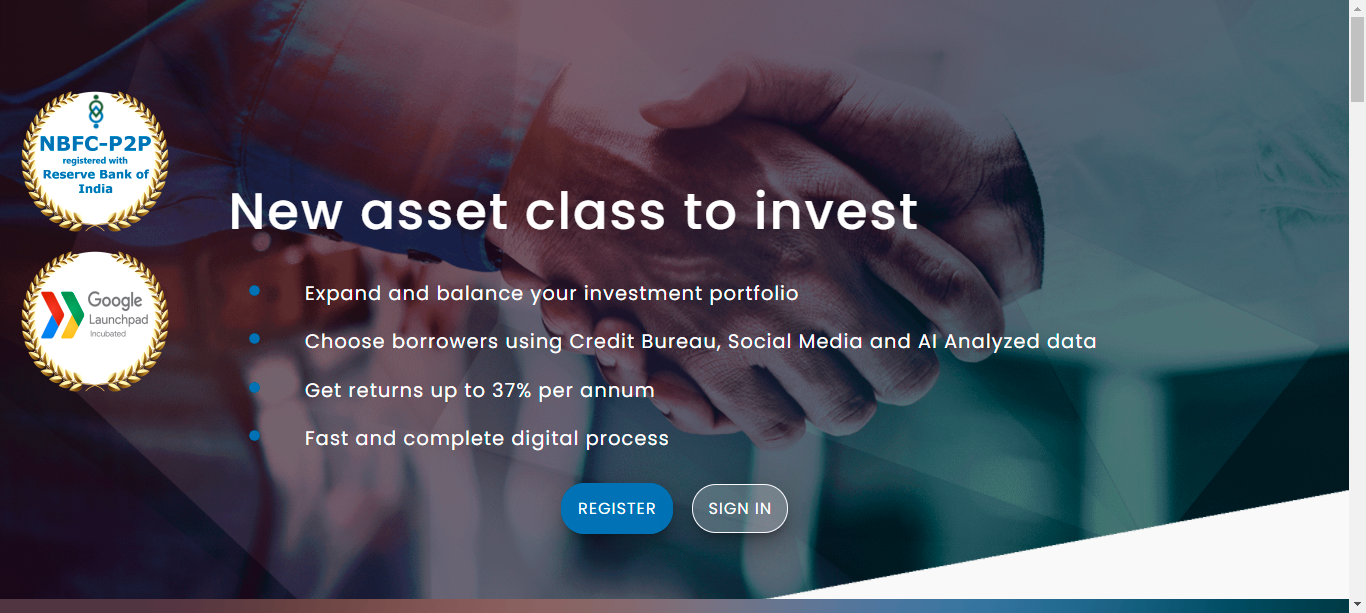 NBFC-P2P
registered with
Reserve Bank of
India
Google
Launchpad
Incubated
New asset class to invest
Expand and balance your investment portfolio
Choose borrowers using Credit Bureau, Social Media and AI Analyzed data
Get returns up to 37% per annum
Fast and complete digital process
REGISTER
SIGN IN